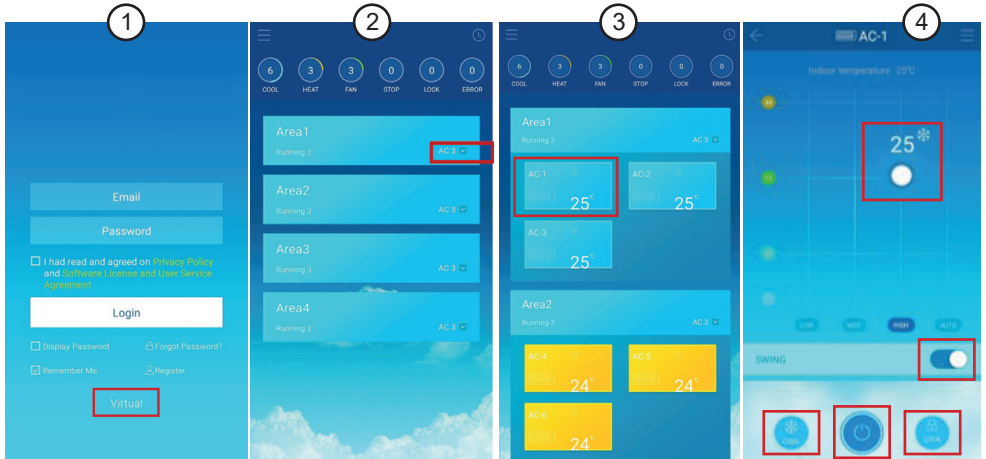 1
Email
Password
I had read and agreed on Privacy Policy
and Software License and User Service
Agreement
Login
Display Password
Forgot Password?
Remember Me
Register
Virtual
2
6
3
3
0
0
0
COOL
HEAT
FAN
STOP
LOCK
ERROR
Area1
Running 3
AC 3
Area2
Running 3
AC 3
Area3
Running 3
AC 3
Area4
Running 3
AC 3
3
6
3
3
0
0
0
COOL
HEAT
FAN
STOP
LOCK
ERROR
Area1
Running 3
AC 3
AC-1
25℃
AC-2
25℃
AC-3
25℃
Area2
Running 3
AC 3
AC-4
24℃
AC-5
24℃
AC-6
24℃
4
AC-1
Indoor temperature 25℃
25
LOW
MID
HIGH
AUTO
SWING
COOL
LOCK